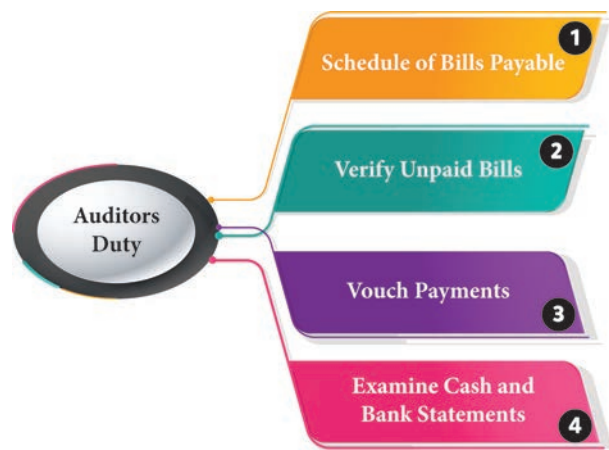 Auditors
Duty
1
Schedule of Bills Payable
2
Verify Unpaid Bills
Vouch Payments
3
Examine Cash and
Bank Statements
4